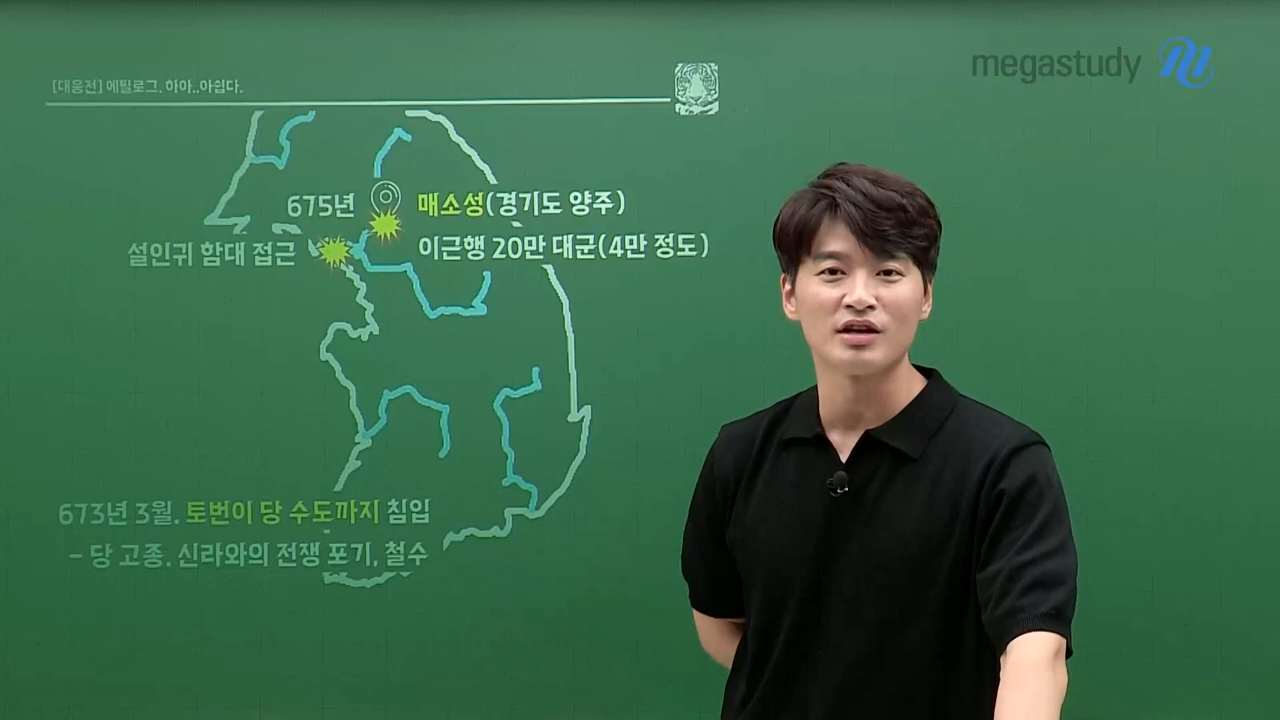 megastudy
[대웅전] 에필로그. 하아..아쉽다.
675년 매소성(경기도 양주)
설인귀 함대 접근 이근행 20만 대군(4만 정도)
673년 3월. 토번이 당 수도까지 침입
- 당 고종. 신라와의 전쟁 포기, 철수